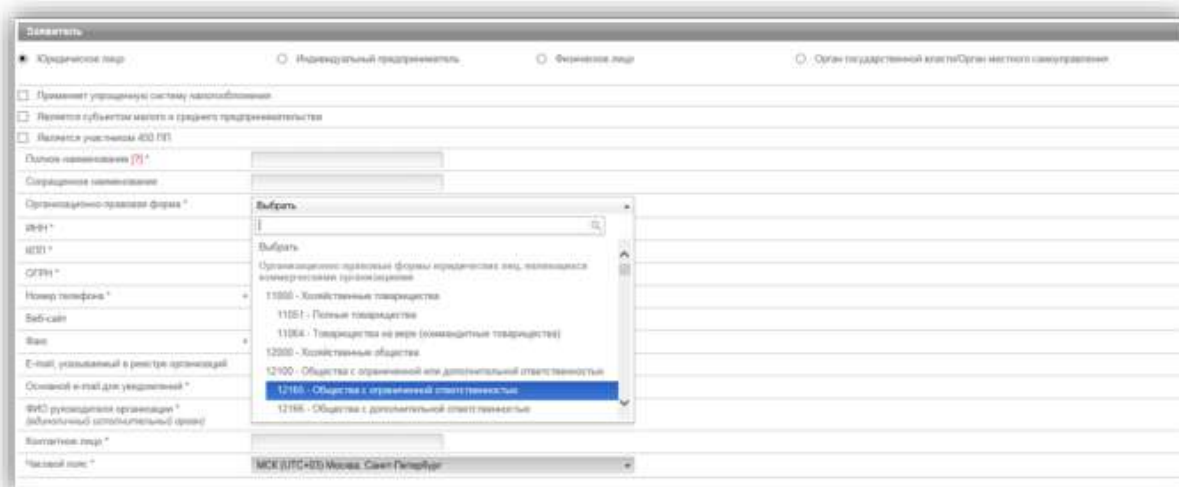 Заявитель
Юридическое лицо
Индивидуальный предприниматель
Физическое лицо
Орган государственной власти/Орган местного самоуправления
Применяет упрощенную систему налогообложения
Является субъектом малого и среднего предпринимательства
Является участником 450 ПП
Полное наименование [?] *
Сокращенное наименование
Организационно-правовая форма *
Выбрать
ИНН *
КПП *
Выбрать
ОГРН *
Организационно-правовые формы юридических лиц, являющихся
коммерческими организациями
Номер телефона *
+
11000 - Хозяйственные товарищества
Веб-сайт
11051 - Полные товарищества
Факс
+
11064 - Товарищества на вере (коммандитные товарищества)
12000 - Хозяйственные общества
E-mail, указываемый в реестре организаций
12100 - Общества с ограниченной или дополнительной ответственностью
Основной e-mail для уведомлений *
12165 - Общества с ограниченной ответственностью
ФИО руководителя организации *
12166 - Общества с дополнительной ответственностью
(единоличный исполнительный орган)
Контактное лицо *
Часовой пояс *
МСК (UTC+03) Москва, Санкт-Петербург